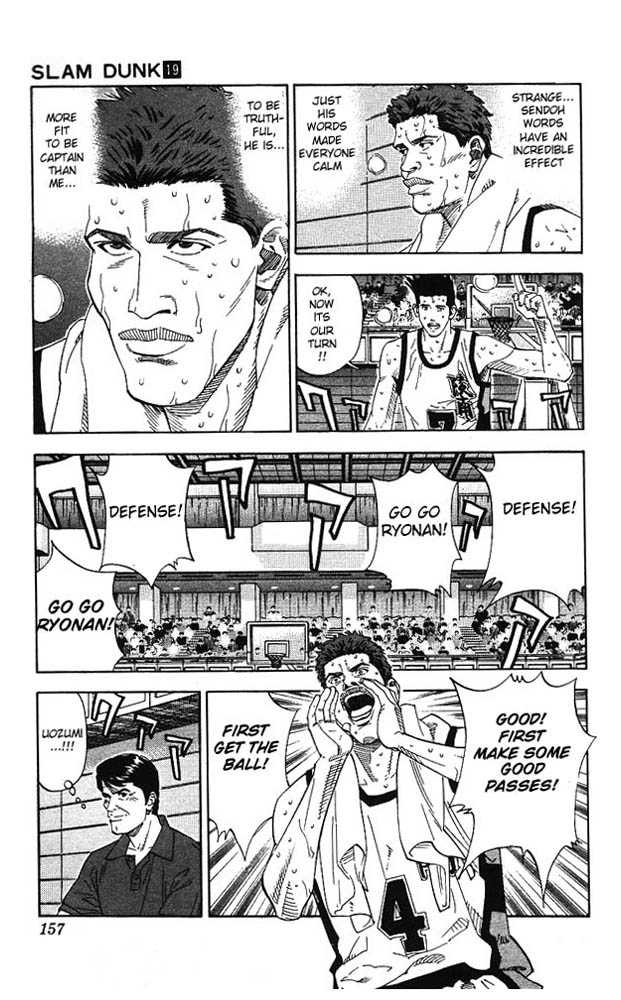 SLAM DUNK 19
STRANGE...
SENDOH
WORDS
HAVE AN
INCREDIBLE
EFFECT
JUST
HIS
WORDS
MADE
EVERYONE
CALM
TO BE
TRUTH-
FUL,
HE IS...
MORE
FIT
TO BE
CAPTAIN
THAN
ME...
OK,
NOW
ITS
OUR
TURN
!!
DEFENSE!
GO GO
RYONAN!
DEFENSE!
GO GO
RYONAN!
GOOD!
FIRST
MAKE SOME
GOOD
PASSES!
FIRST
GET THE
BALL!
4
UOZUMI
...!!!
157